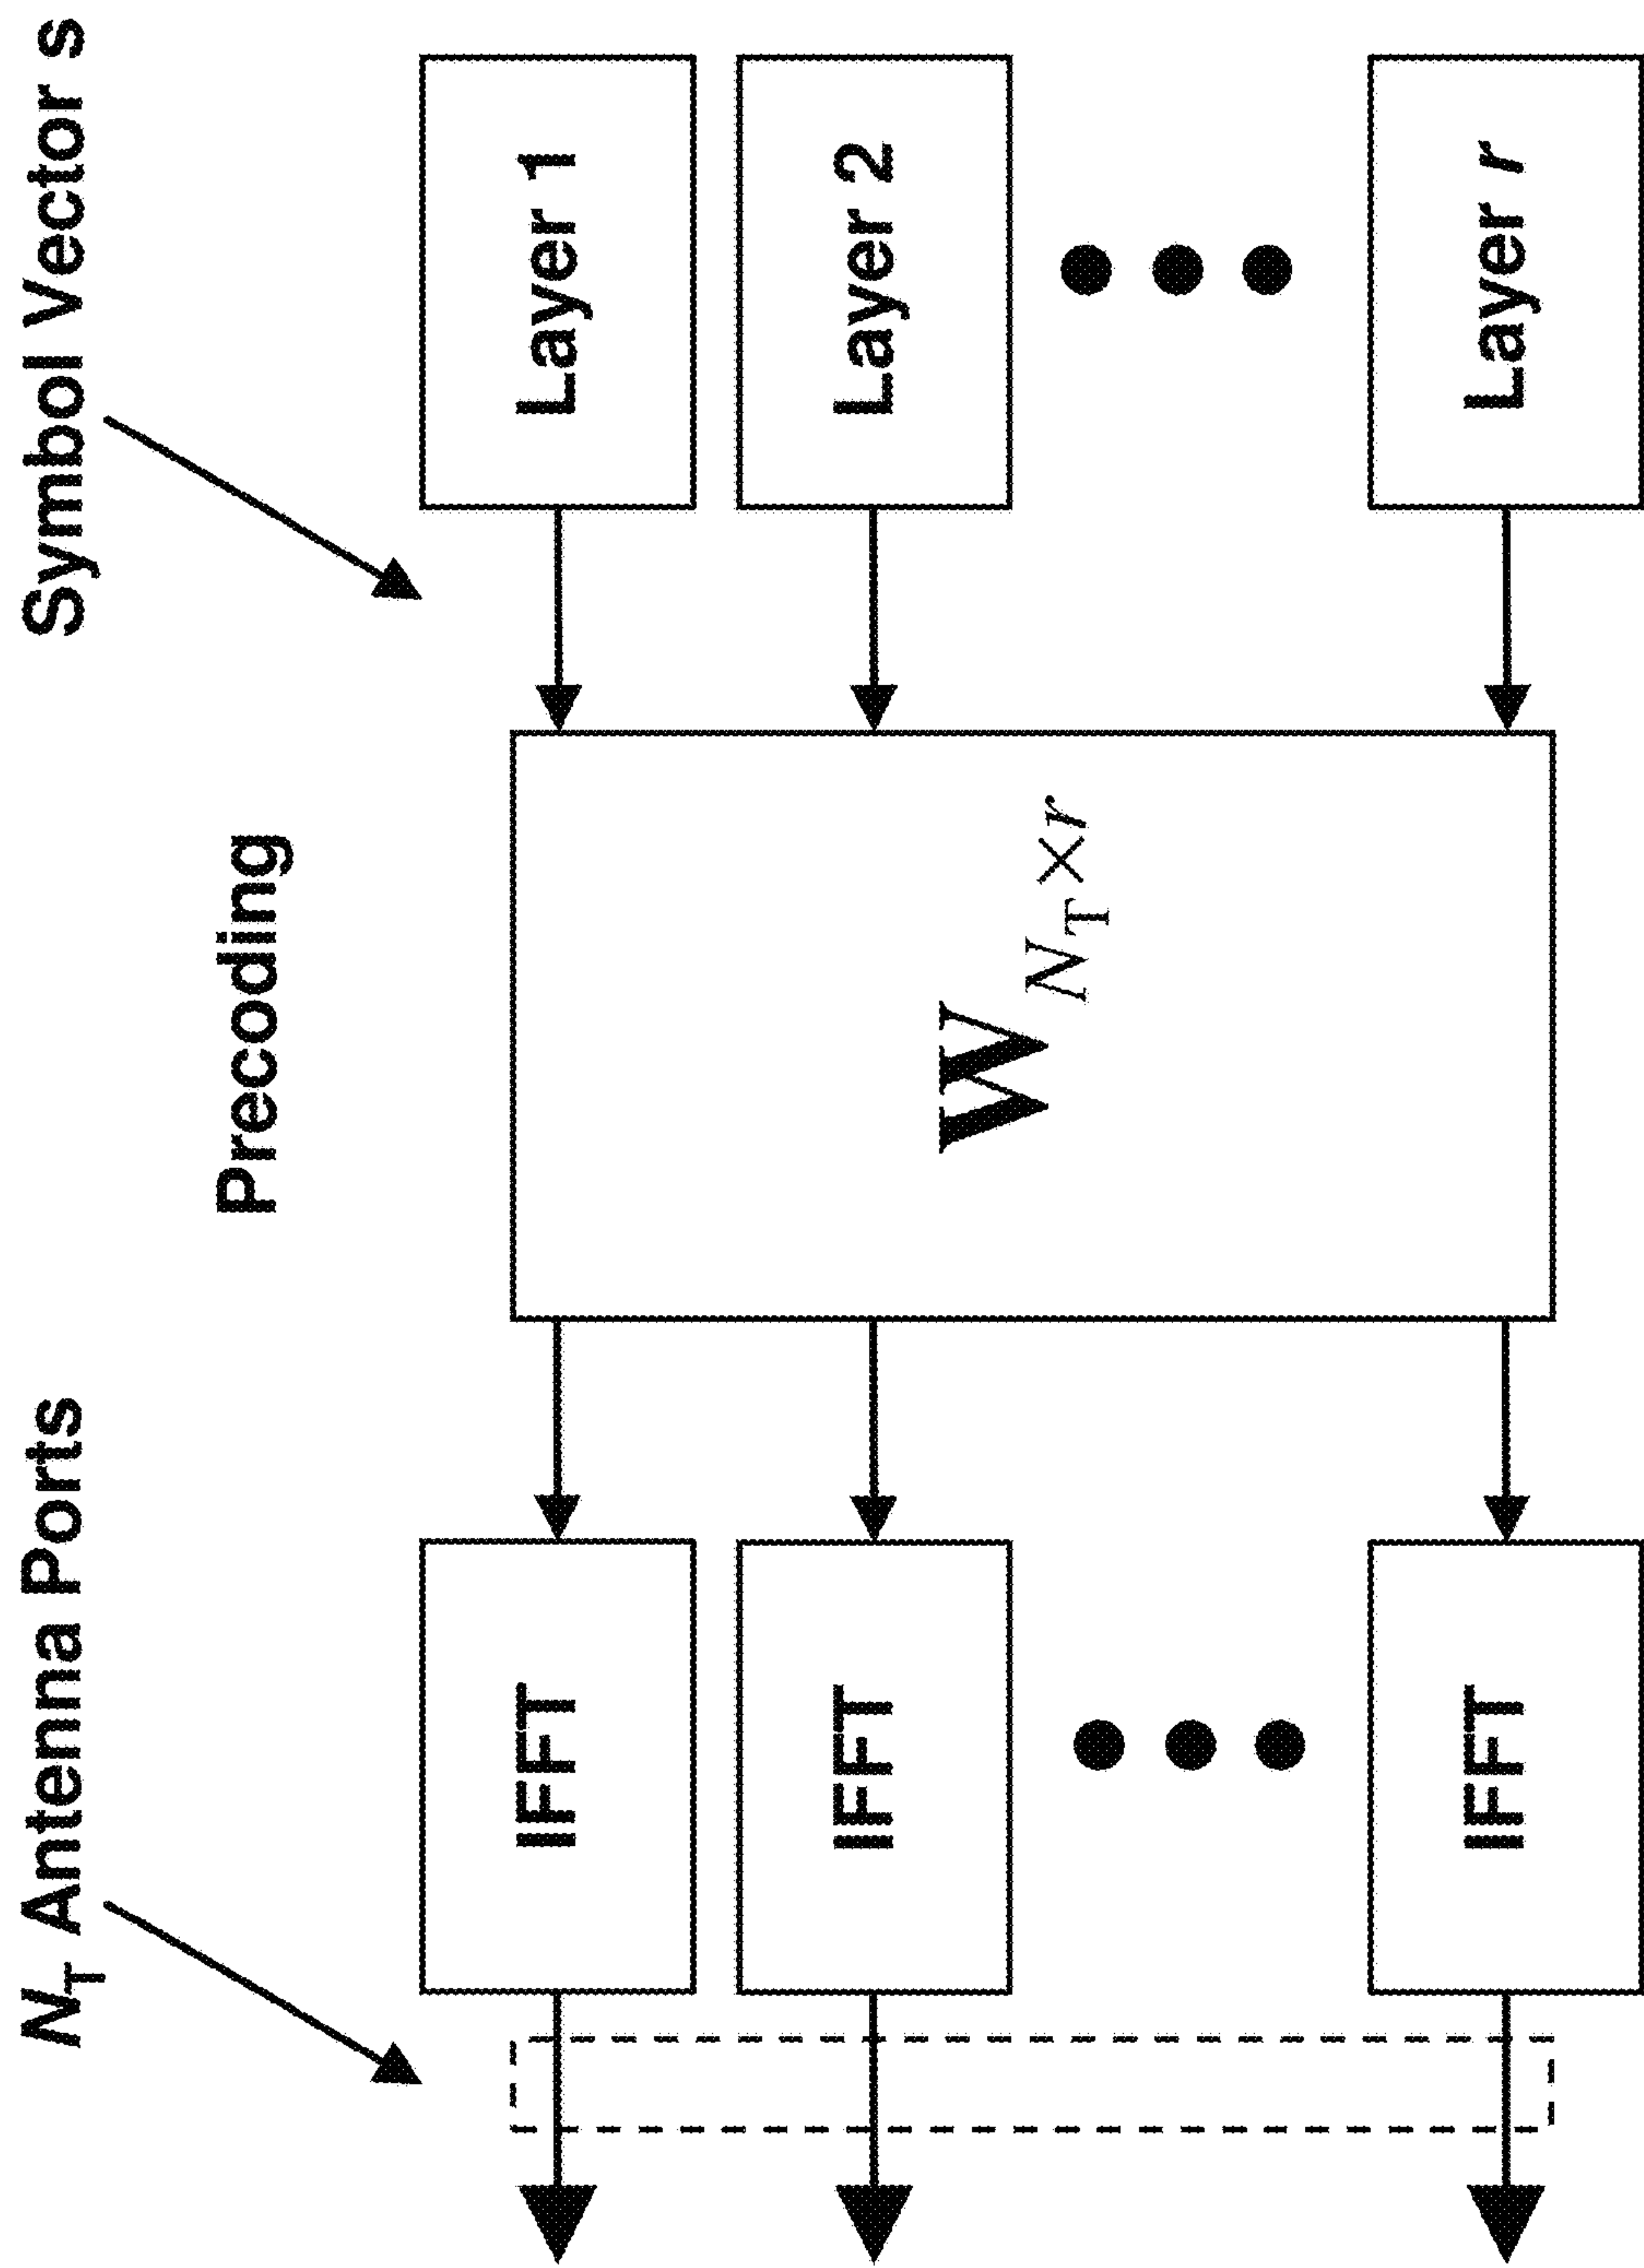 N_T Antenna Ports
Precoding
Symbol Vector s
IFFT
W_{N_T×r}
Layer 1
IFFT
Layer 2
IFFT
Layer r